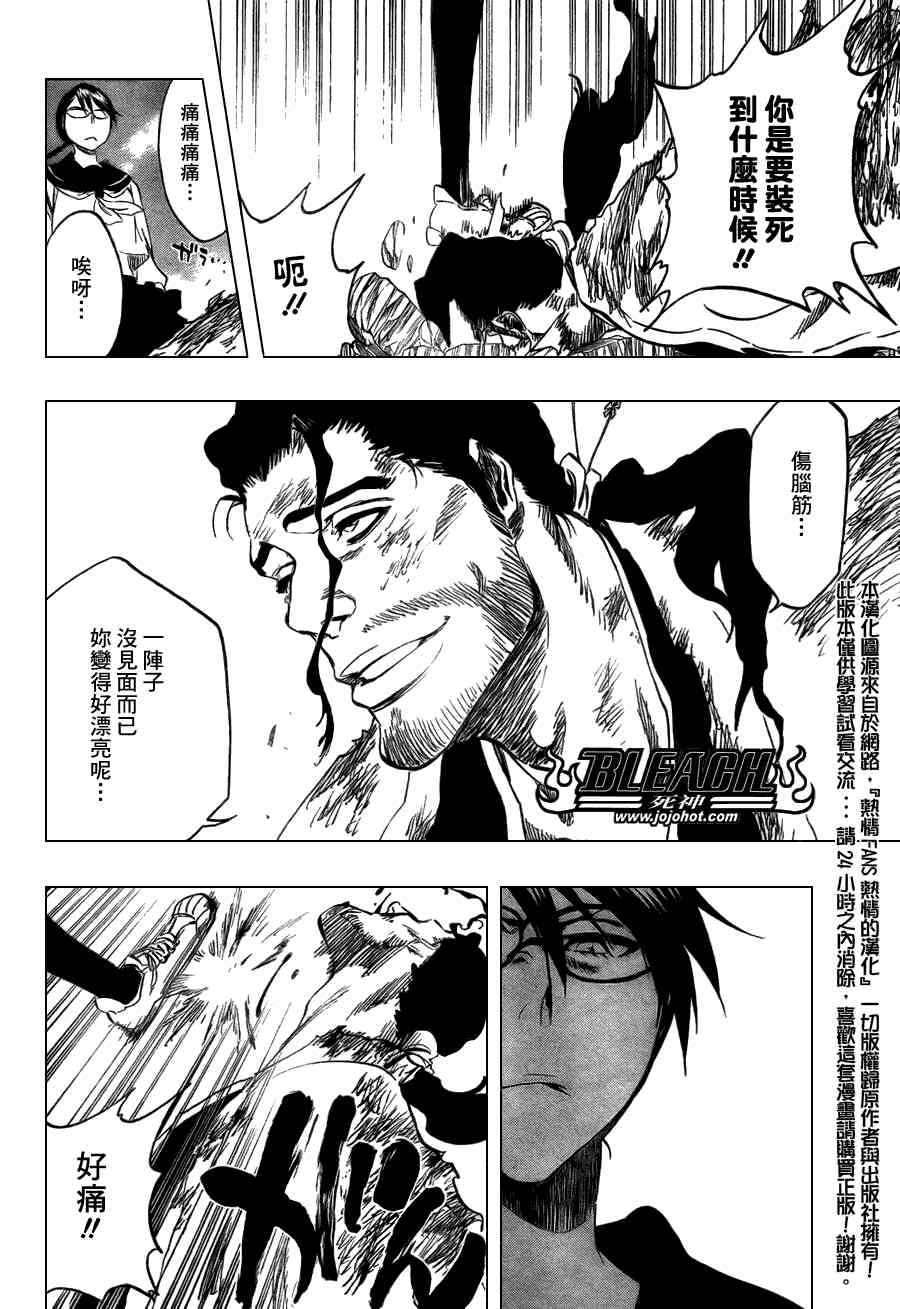 你是要裝死
到什麼時候!!
呃!!
痛痛痛痛…
ガラ…
唉呀…
傷腦筋…
一陣子
沒見面而已
妳變得好漂亮呢…
BLEACH
死神
www.jojohot.com
本漢化圖源來自於網路，『熱情FANS 熱情的漢化』一切版權歸原作者與出版社擁有！
此版本僅供學習試看交流… 請24小時之內消除，喜歡這套漫畫請購買正版！謝謝。
ガン
好痛!!